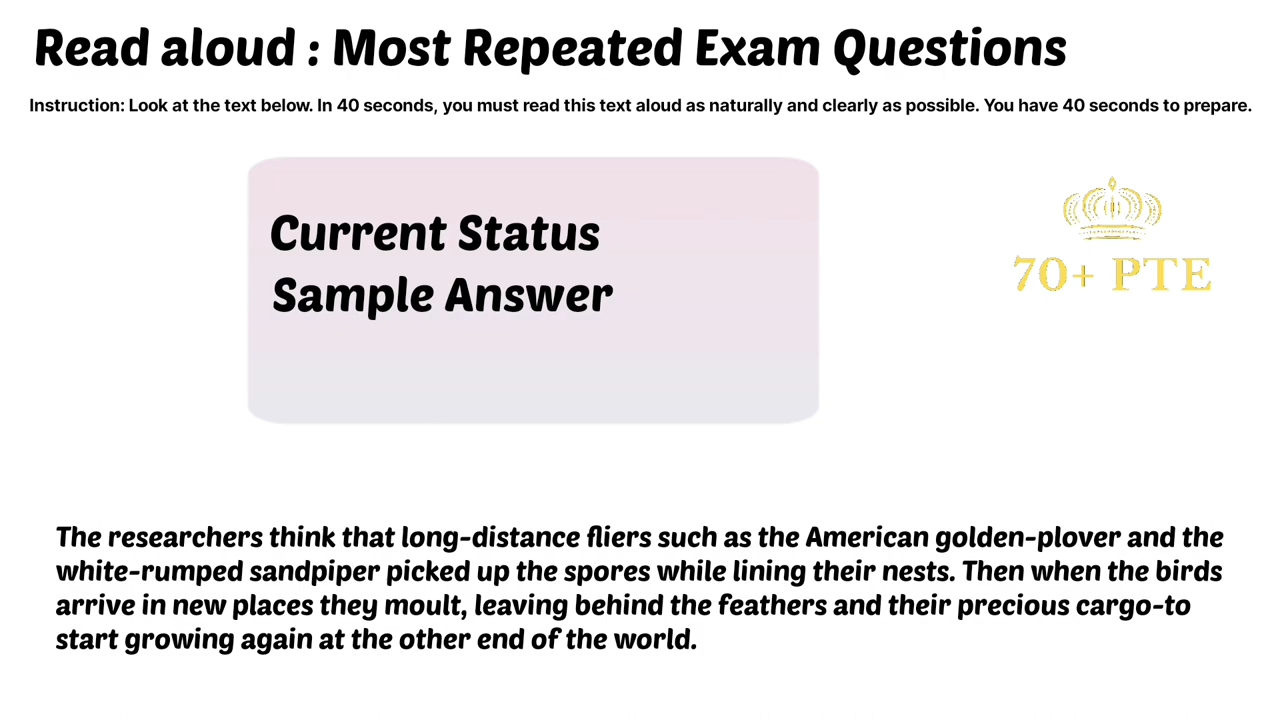 Read aloud : Most Repeated Exam Questions
Instruction: Look at the text below. In 40 seconds, you must read this text aloud as naturally and clearly as possible. You have 40 seconds to prepare.
Current Status
Sample Answer
70+ PTE
The researchers think that long-distance fliers such as the American golden-plover and the
white-rumped sandpiper picked up the spores while lining their nests. Then when the birds
arrive in new places they moult, leaving behind the feathers and their precious cargo-to
start growing again at the other end of the world.